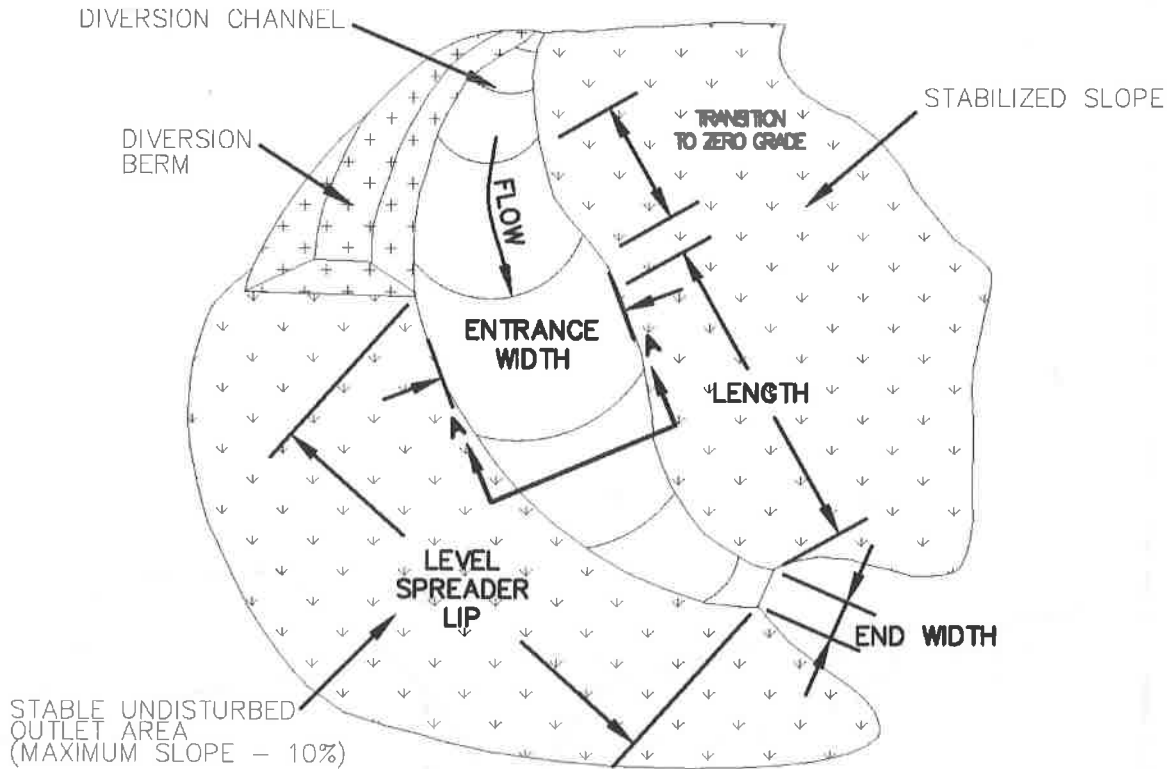 DIVERSION CHANNEL
STABILIZED SLOPE
TRANSITION
TO ZERO GRADE
DIVERSION
BERM
FLOW
ENTRANCE
WIDTH
A
A
LENGTH
LEVEL
SPREADER
LIP
END WIDTH
STABLE UNDISTURBED
OUTLET AREA
(MAXIMUM SLOPE - 10%)